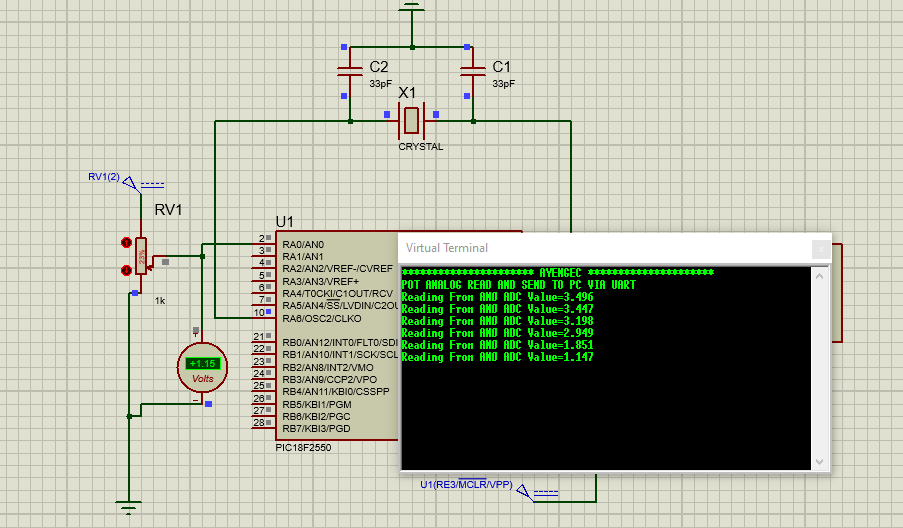 C2
33pF
C1
33pF
X1
CRYSTAL
RV1(2)
RV1
23%
1k
+1.15
Volts
U1
2 RA0/AN0
3 RA1/AN1
4 RA2/AN2/VREF-/CVREF
5 RA3/AN3/VREF+
6 RA4/T0CKI/C1OUT/RCV
7 RA5/AN4/SS/LVDIN/C2OU
10 RA6/OSC2/CLKO
21 RB0/AN12/INT0/FLT0/SDI
22 RB1/AN10/INT1/SCK/SCL
23 RB2/AN8/INT2/VMO
24 RB3/AN9/CCP2/VPO
25 RB4/AN11/KBI0/CSSPP
26 RB5/KBI1/PGM
27 RB6/KBI2/PGC
28 RB7/KBI3/PGD
PIC18F2550
Virtual Terminal
********************** AYENGEC *********************
POT ANALOG READ AND SEND TO PC VIA UART
Reading From AN0 ADC Value=3.496
Reading From AN0 ADC Value=3.447
Reading From AN0 ADC Value=3.198
Reading From AN0 ADC Value=2.949
Reading From AN0 ADC Value=1.851
Reading From AN0 ADC Value=1.147
U1(RE3/MCLR/VPP)